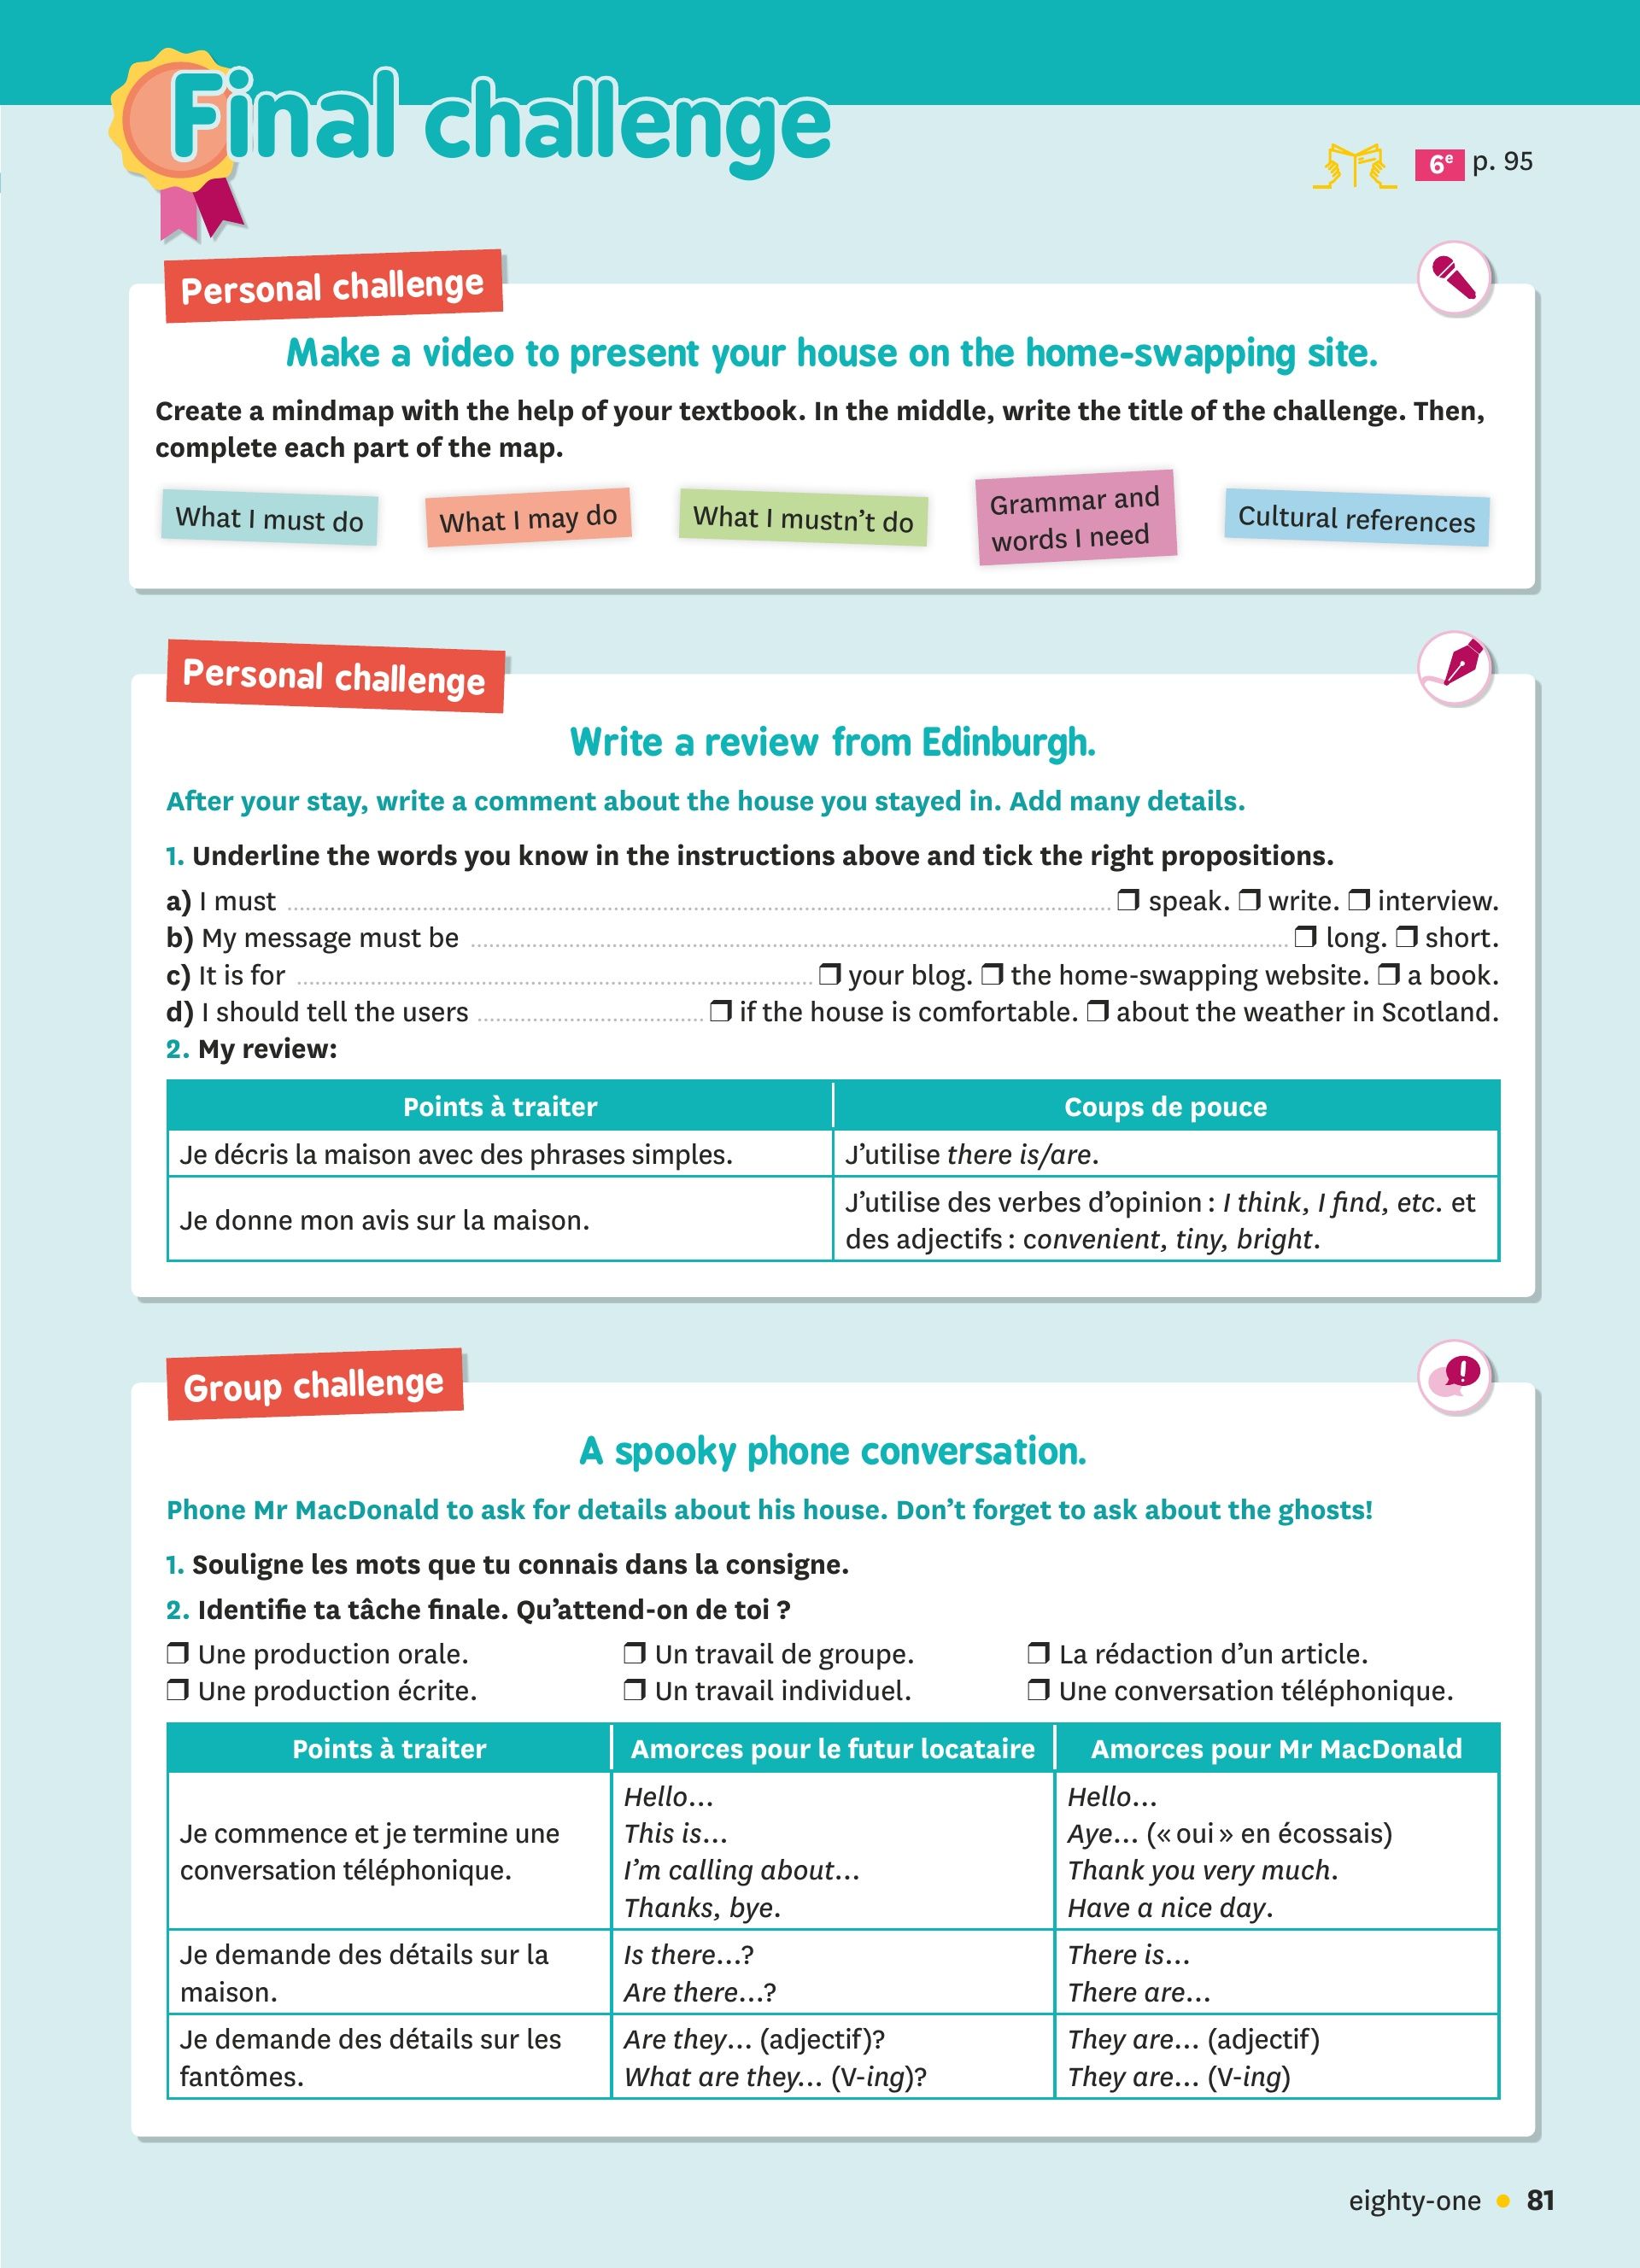 Final challenge
6e p. 95
Personal challenge
Make a video to present your house on the home-swapping site.
Create a mindmap with the help of your textbook. In the middle, write the title of the challenge. Then,
complete each part of the map.
What I must do
What I may do
What I mustn't do
Grammar and
words I need
Cultural references
Personal challenge
Write a review from Edinburgh.
After your stay, write a comment about the house you stayed in. Add many details.
1. Underline the words you know in the instructions above and tick the right propositions.
a) I must ........ ❒ speak. ❒ write. ❒ interview.
b) My message must be ........ ❒ long. ❒ short.
c) It is for ........ ❒ your blog. ❒ the home-swapping website. ❒ a book.
d) I should tell the users ........ ❒ if the house is comfortable. ❒ about the weather in Scotland.
2. My review:
Points à traiter
Coups de pouce
Je décris la maison avec des phrases simples.
J'utilise there is/are.
Je donne mon avis sur la maison.
J'utilise des verbes d'opinion : I think, I find, etc. et
des adjectifs : convenient, tiny, bright.
Group challenge
A spooky phone conversation.
Phone Mr MacDonald to ask for details about his house. Don't forget to ask about the ghosts!
1. Souligne les mots que tu connais dans la consigne.
2. Identifie ta tâche finale. Qu'attend-on de toi ?
❒ Une production orale. ❒ Un travail de groupe. ❒ La rédaction d'un article.
❒ Une production écrite. ❒ Un travail individuel. ❒ Une conversation téléphonique.
Points à traiter
Amorces pour le futur locataire
Amorces pour Mr MacDonald
Je commence et je termine une
conversation téléphonique.
Hello...
This is...
I'm calling about...
Thanks, bye.
Hello...
Aye... (« oui » en écossais)
Thank you very much.
Have a nice day.
Je demande des détails sur la
maison.
Is there...?
Are there...?
There is...
There are...
Je demande des détails sur les
fantômes.
Are they... (adjectif)?
What are they... (V-ing)?
They are... (adjectif)
They are... (V-ing)
eighty-one • 81